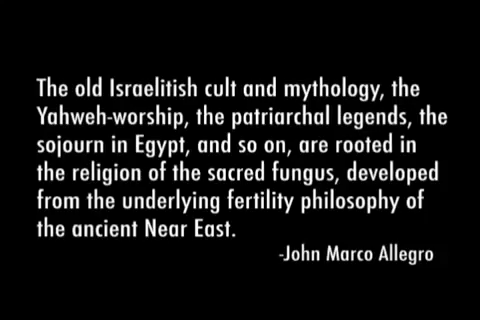 The old Israelitish cult and mythology, the
Yahweh-worship, the patriarchal legends, the
sojourn in Egypt, and so on, are rooted in
the religion of the sacred fungus, developed
from the underlying fertility philosophy of
the ancient Near East.
-John Marco Allegro